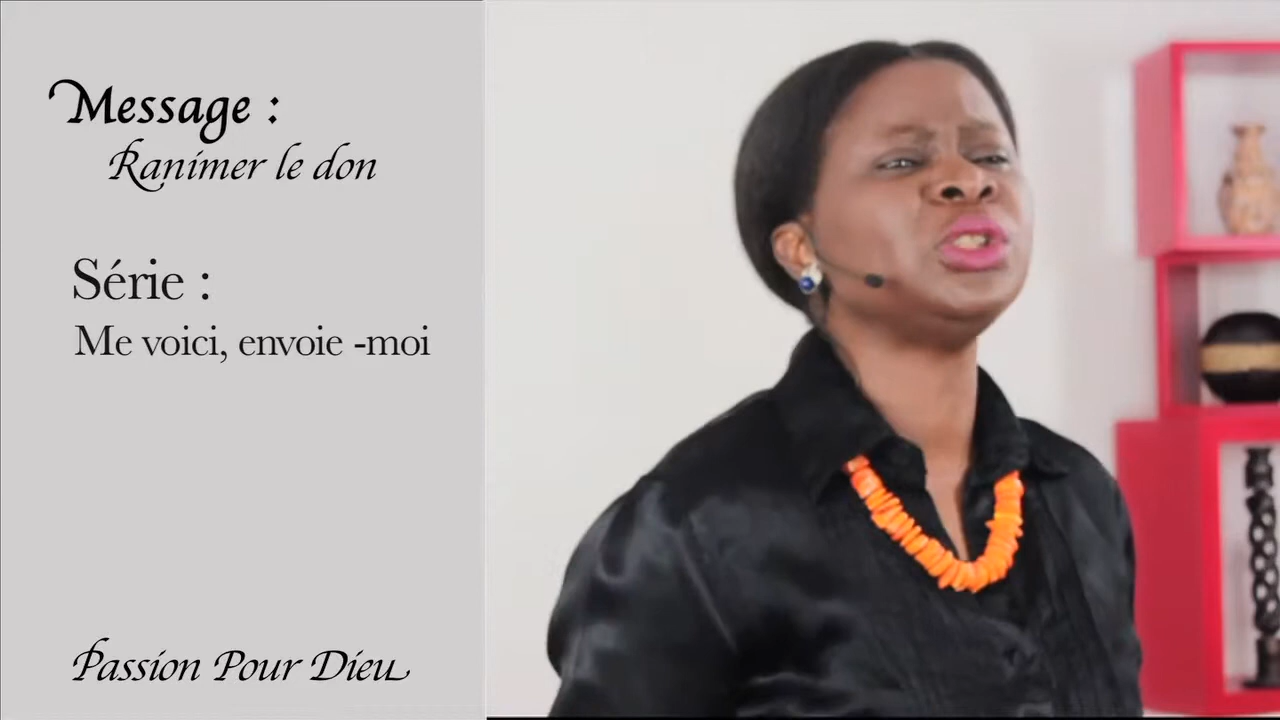 Message :
Ranimer le don
Série :
Me voici, envoie -moi
Passion Pour Dieu